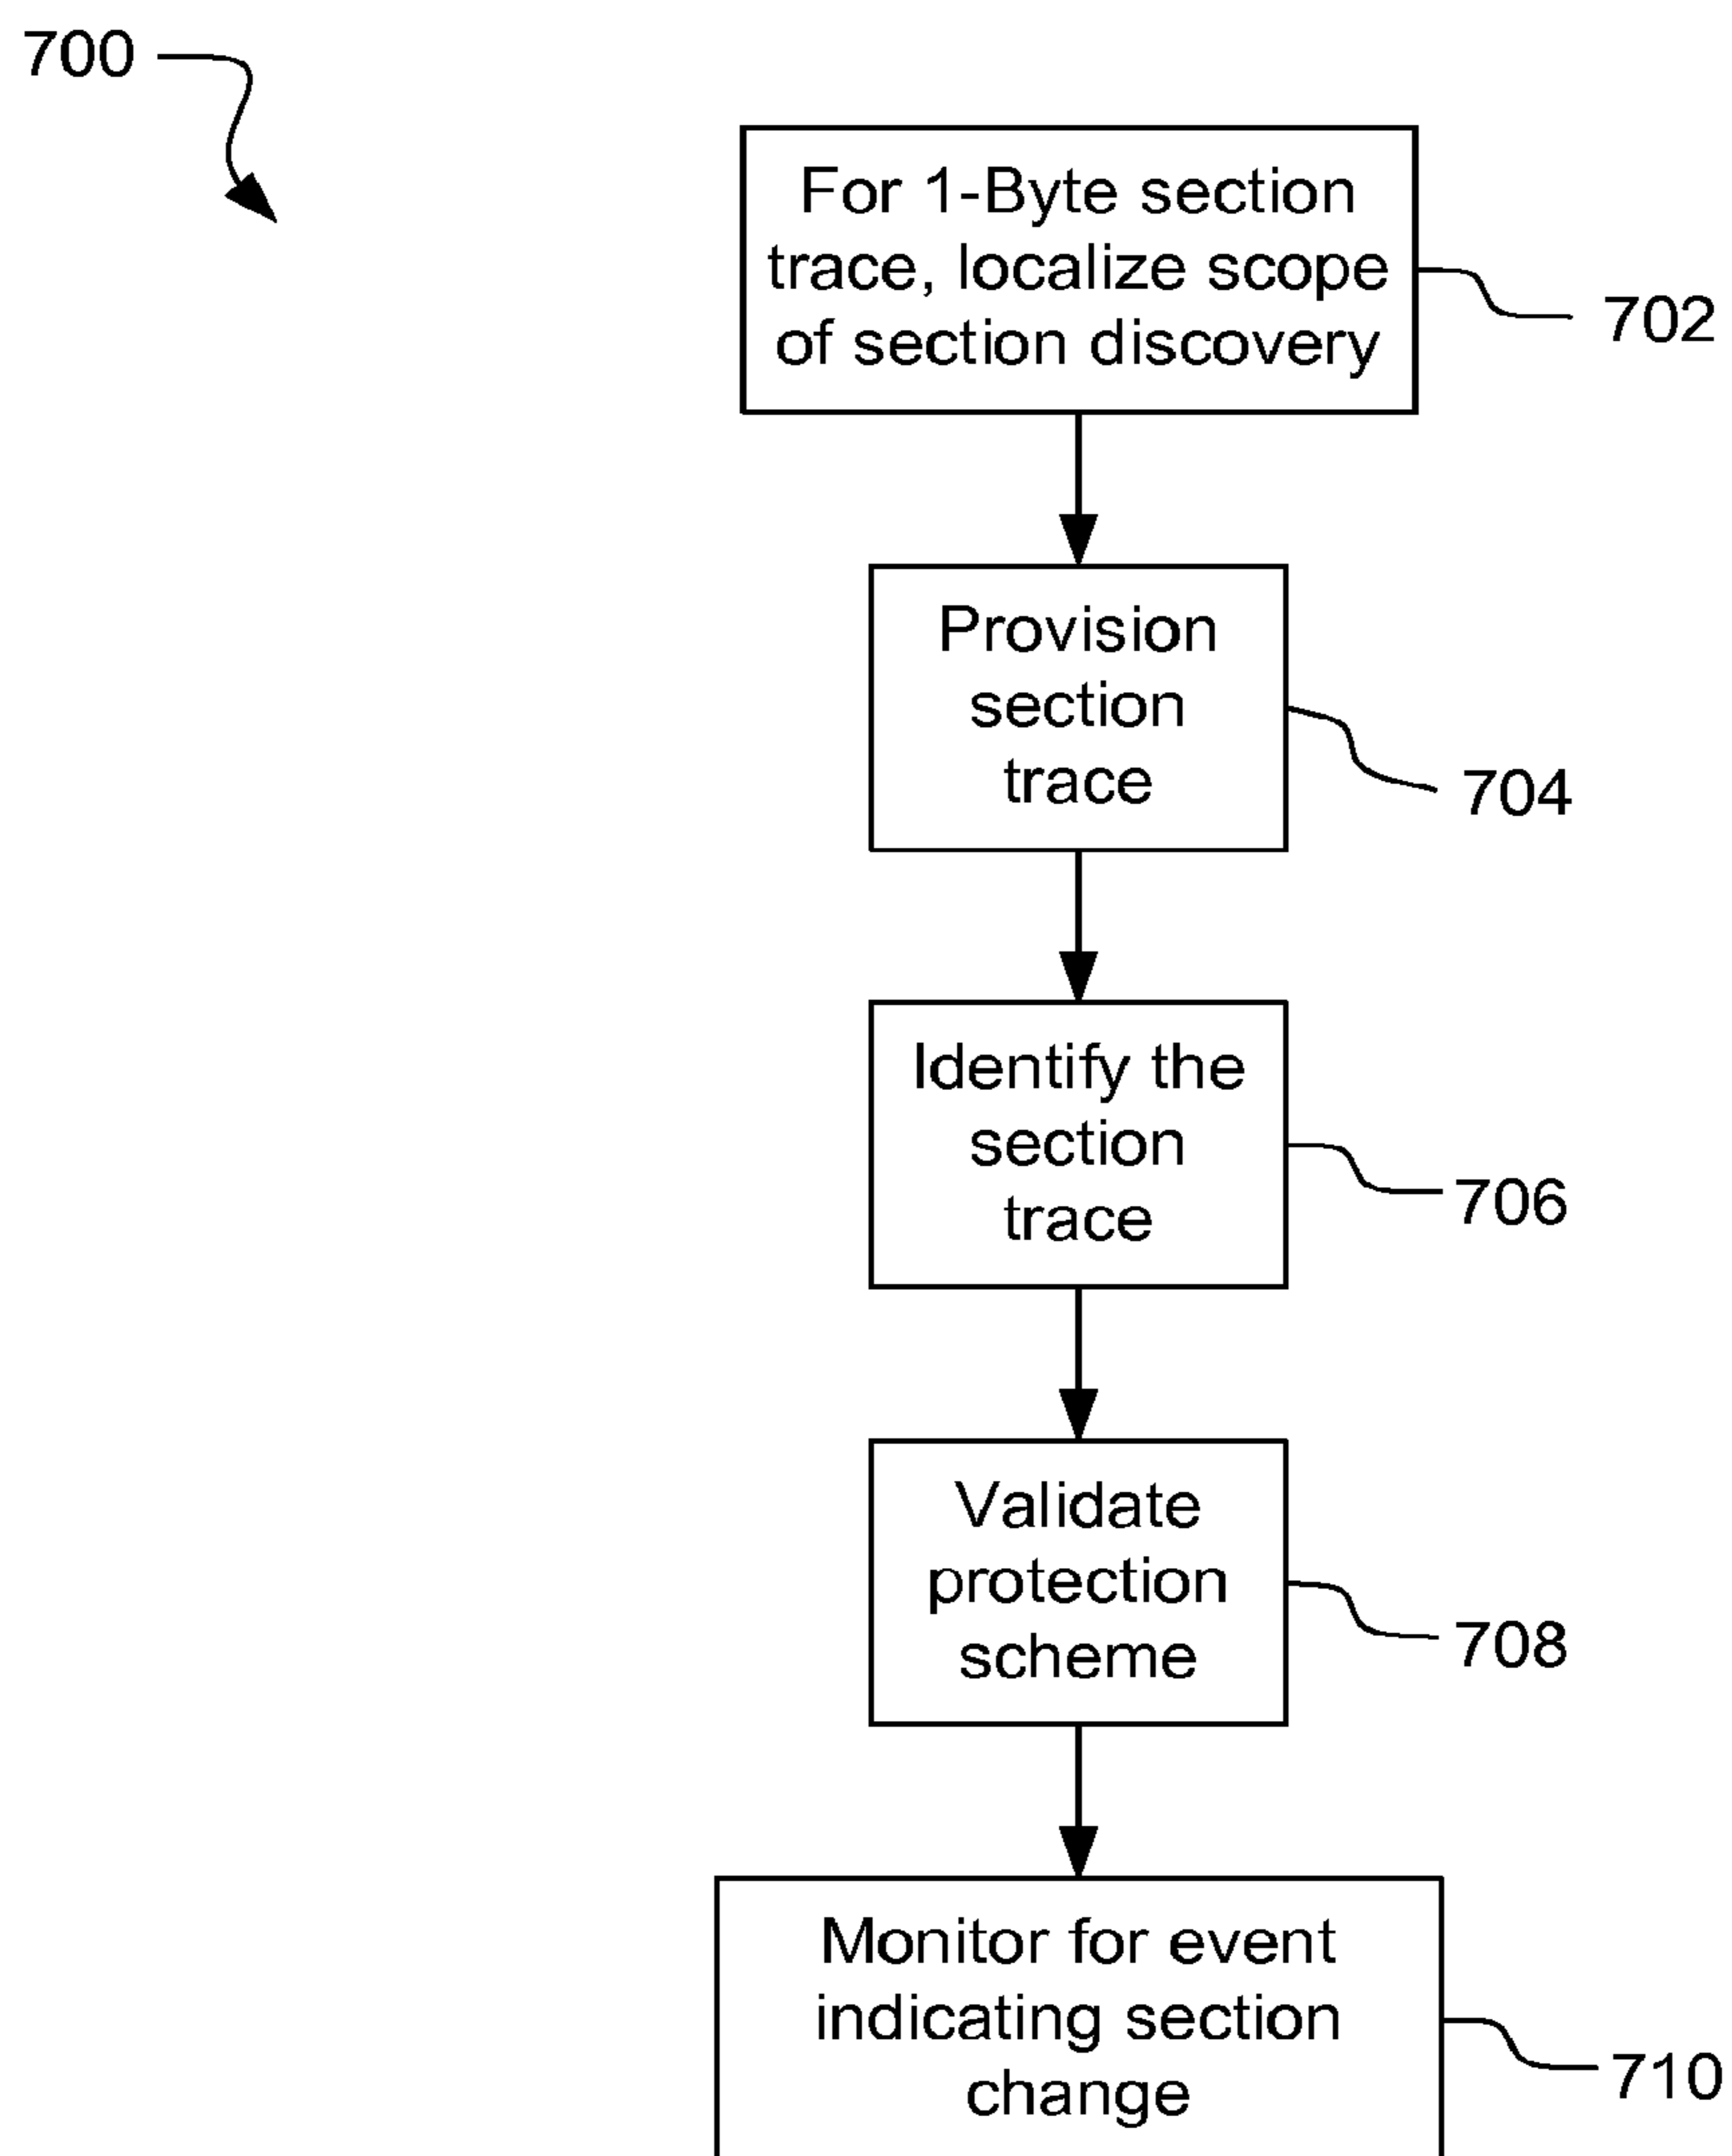 700
For 1-Byte section
trace, localize scope
of section discovery
702
Provision
section
trace
704
Identify the
section
trace
706
Validate
protection
scheme
708
Monitor for event
indicating section
change
710